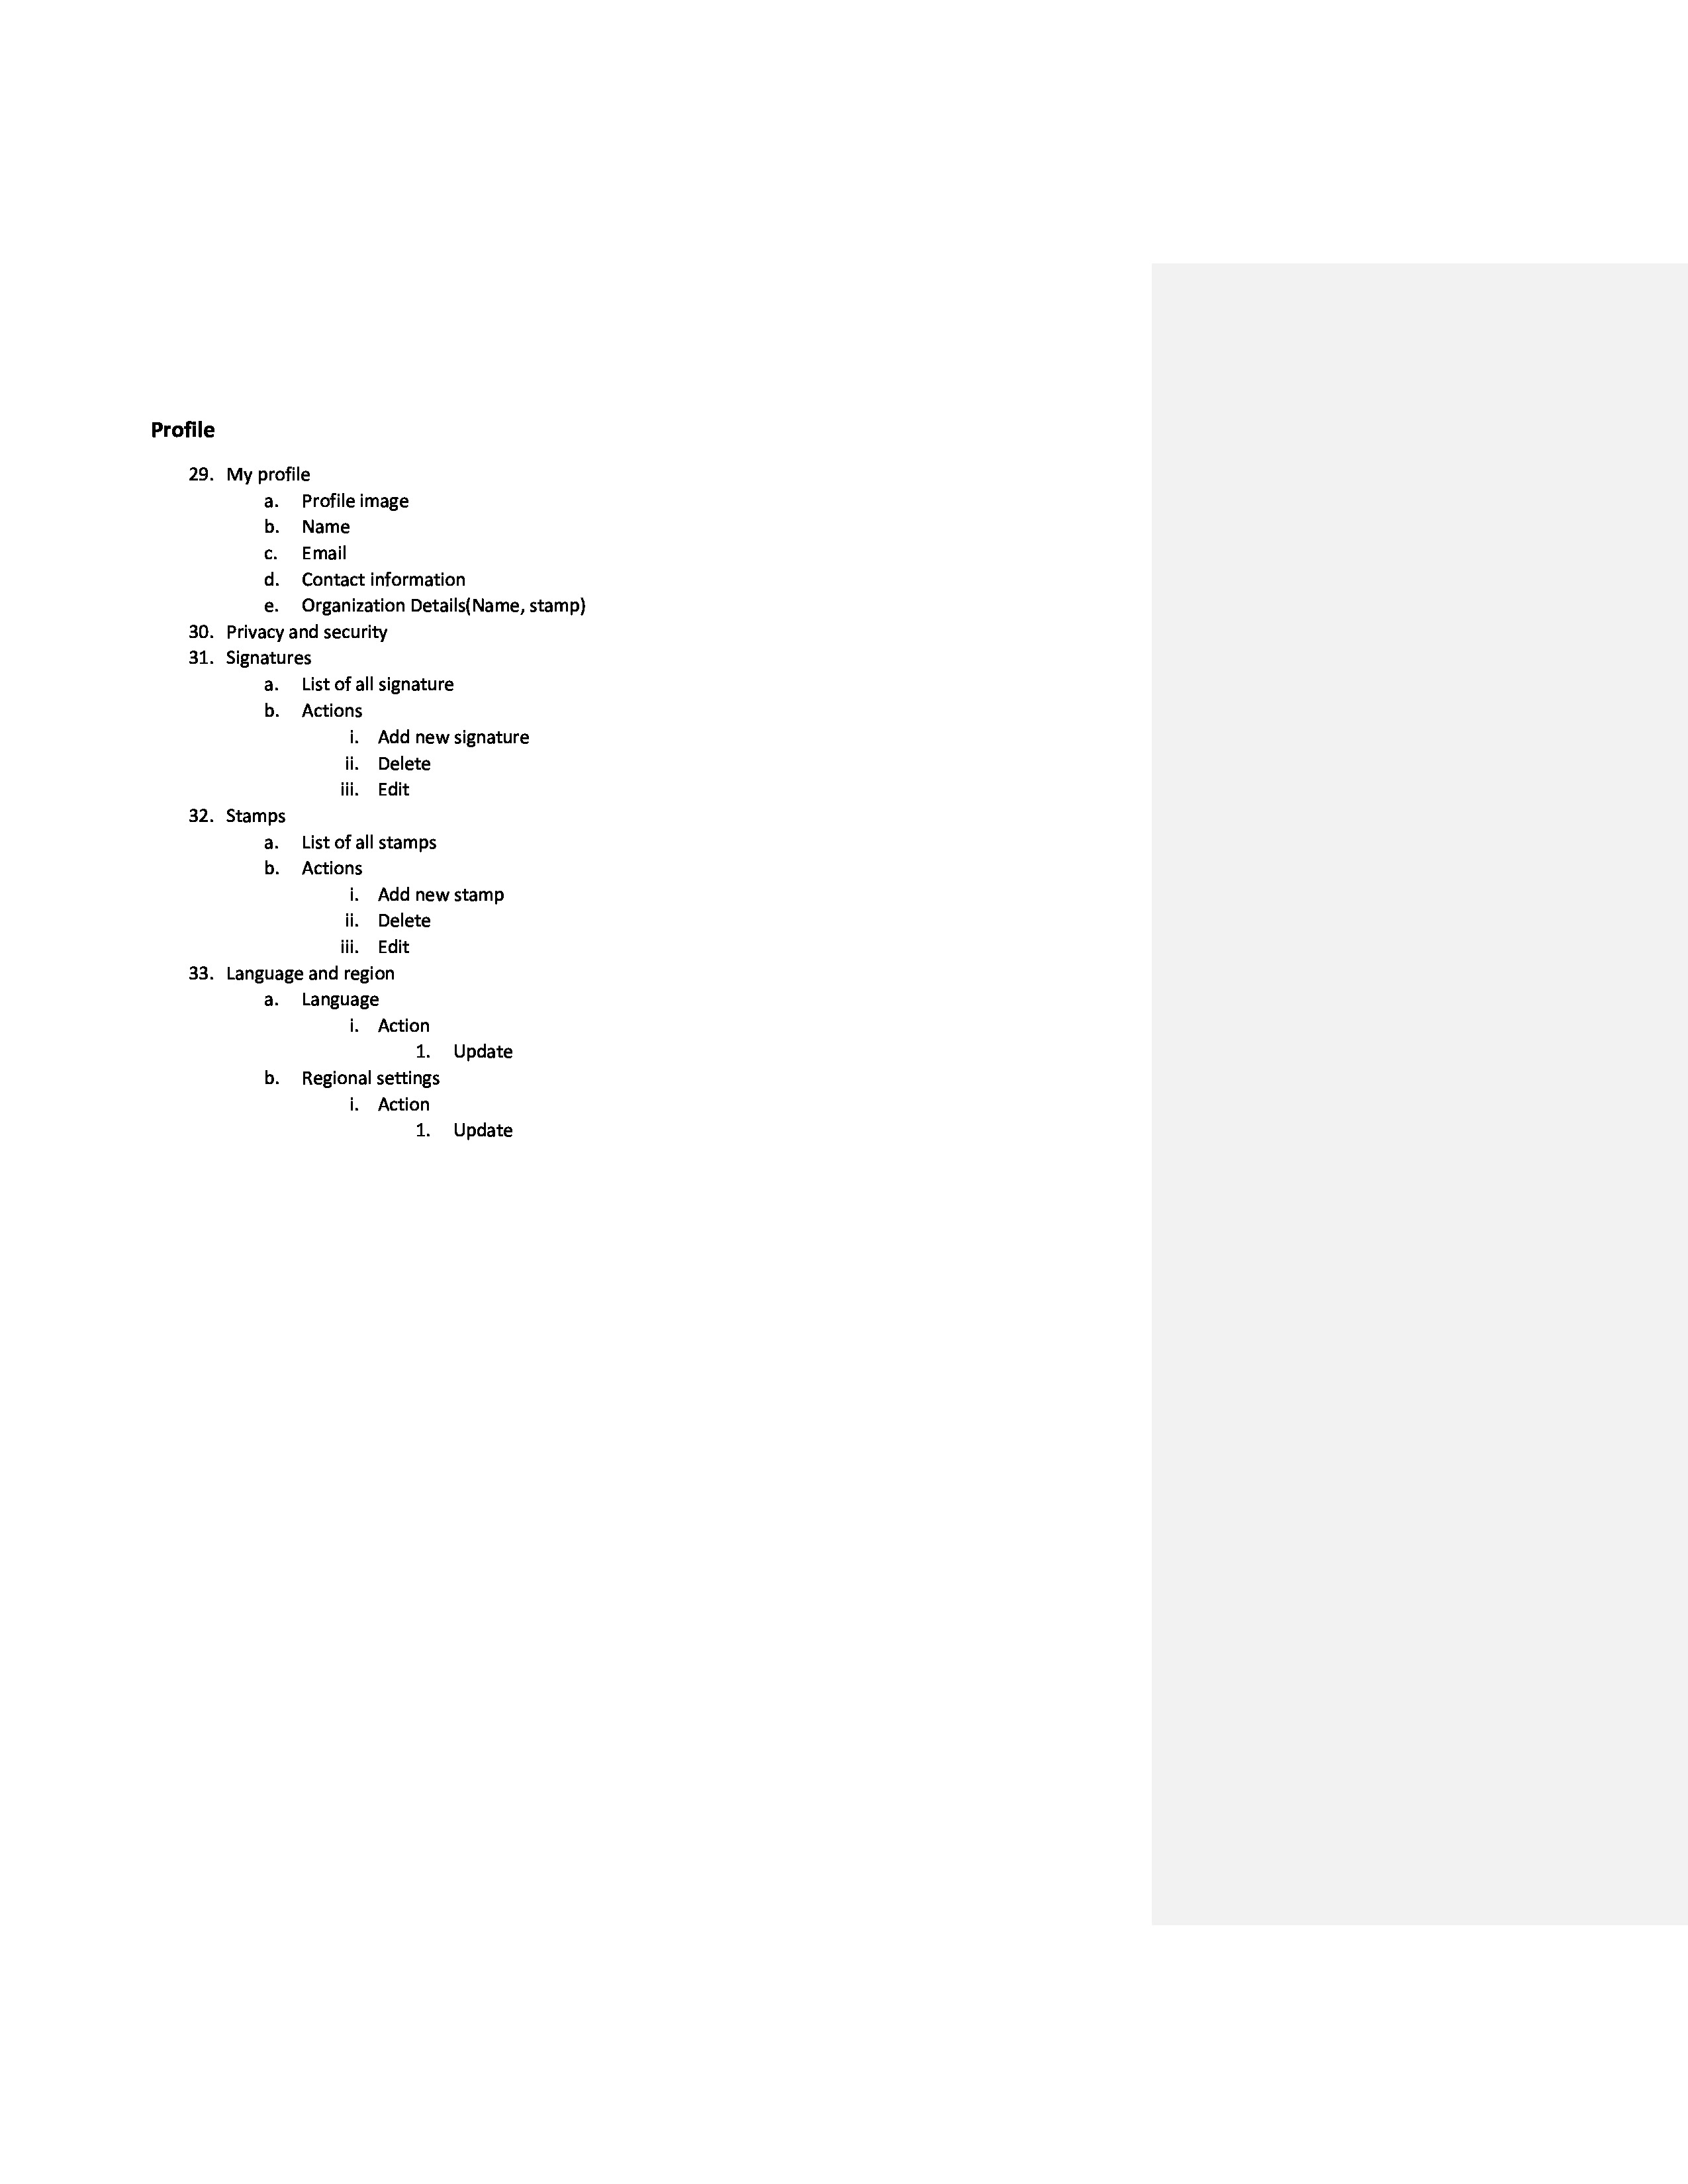 Profile
29. My profile
a. Profile image
b. Name
c. Email
d. Contact information
e. Organization Details(Name, stamp)
30. Privacy and security
31. Signatures
a. List of all signature
b. Actions
i. Add new signature
ii. Delete
iii. Edit
32. Stamps
a. List of all stamps
b. Actions
i. Add new stamp
ii. Delete
iii. Edit
33. Language and region
a. Language
i. Action
1. Update
b. Regional settings
i. Action
1. Update